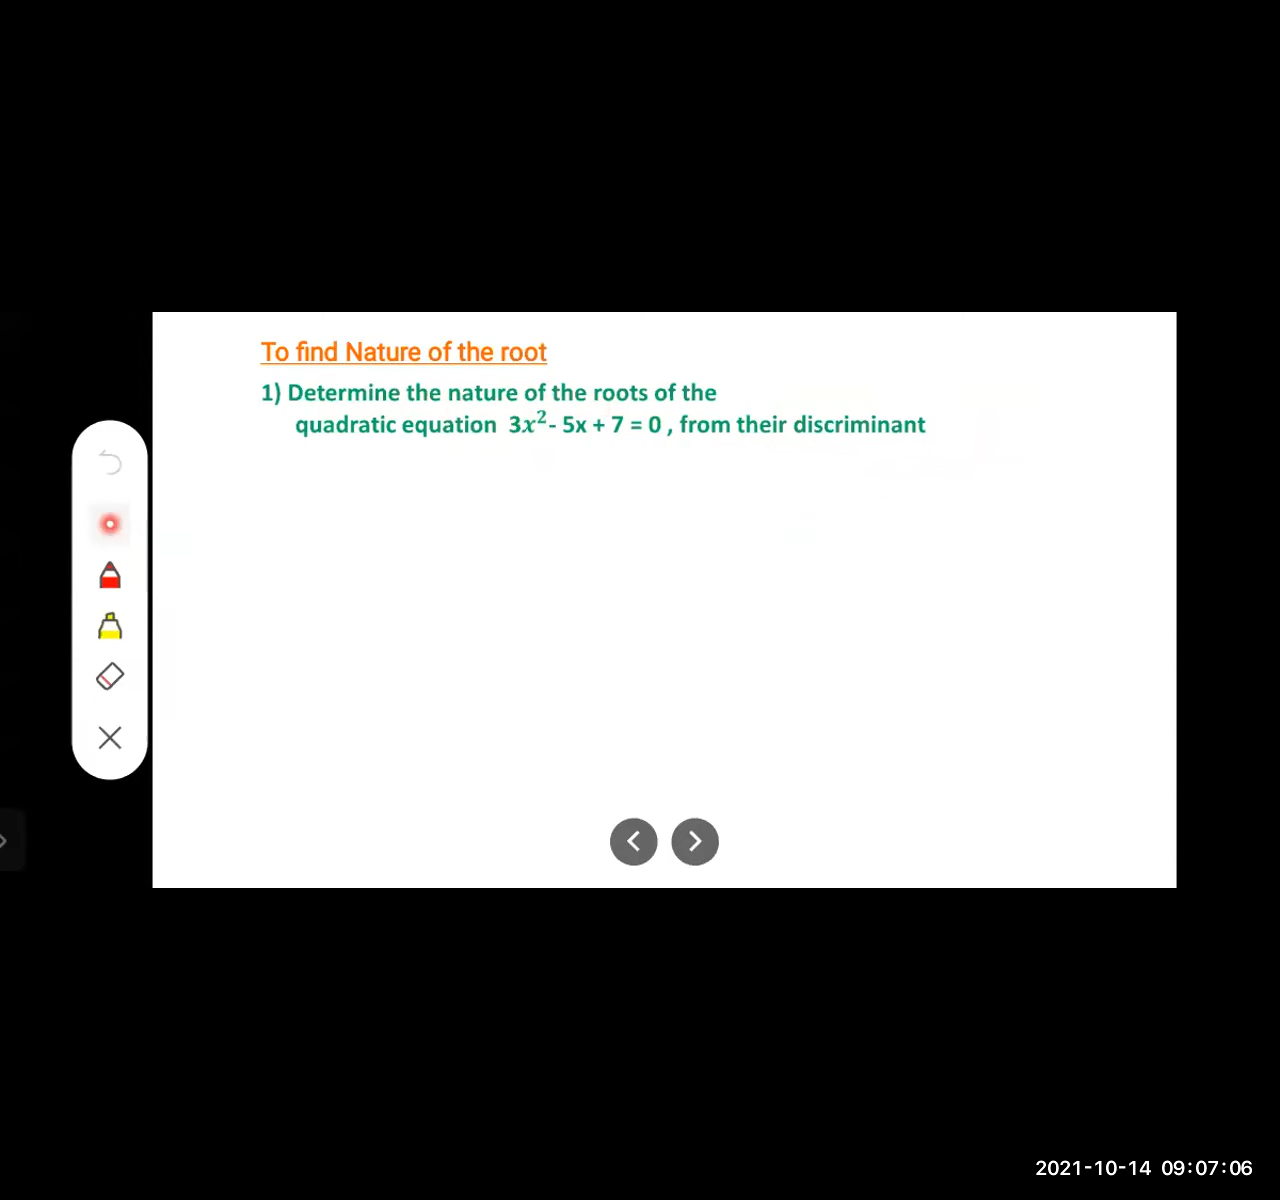 To find Nature of the root
1) Determine the nature of the roots of the
quadratic equation 3x² - 5x + 7 = 0 , from their discriminant
2021-10-14 09:07:06